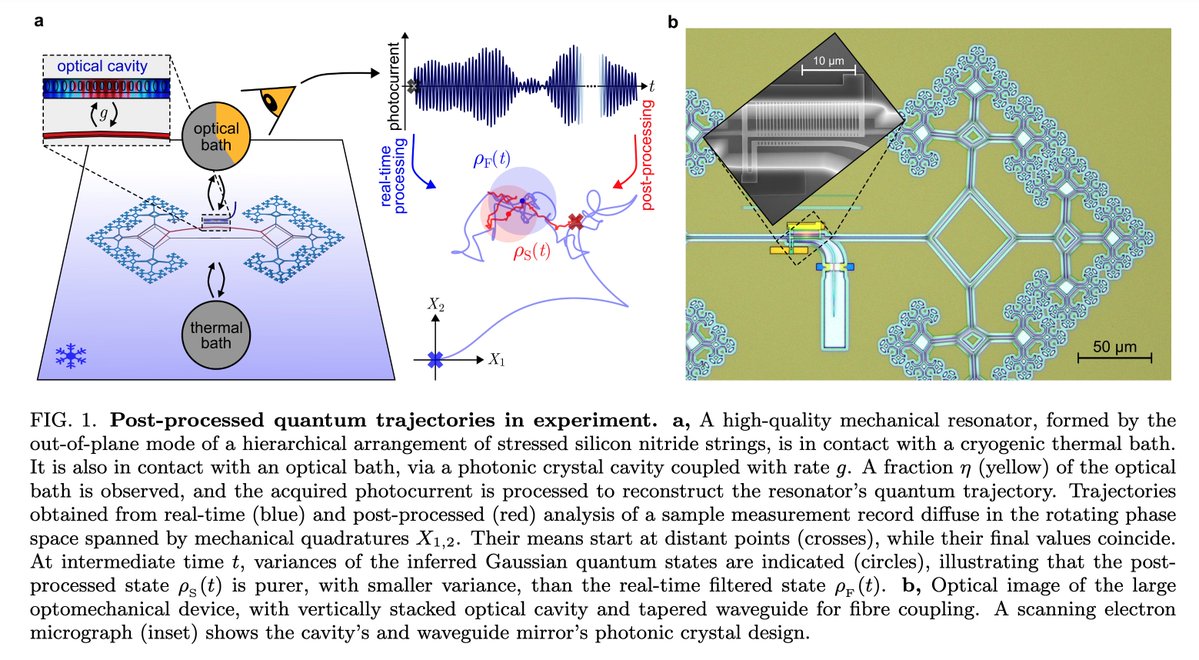 a
optical cavity
g
optical
bath
thermal
bath
photocurrent
t
real-time
processing
post-processing
ρF(t)
ρS(t)
X2
X1
b
10 µm
50 µm
FIG. 1. Post-processed quantum trajectories in experiment. a, A high-quality mechanical resonator, formed by the
out-of-plane mode of a hierarchical arrangement of stressed silicon nitride strings, is in contact with a cryogenic thermal bath.
It is also in contact with an optical bath, via a photonic crystal cavity coupled with rate g. A fraction η (yellow) of the optical
bath is observed, and the acquired photocurrent is processed to reconstruct the resonator's quantum trajectory. Trajectories
obtained from real-time (blue) and post-processed (red) analysis of a sample measurement record diffuse in the rotating phase
space spanned by mechanical quadratures X1,2. Their means start at distant points (crosses), while their final values coincide.
At intermediate time t, variances of the inferred Gaussian quantum states are indicated (circles), illustrating that the post-
processed state ρS(t) is purer, with smaller variance, than the real-time filtered state ρF(t). b, Optical image of the large
optomechanical device, with vertically stacked optical cavity and tapered waveguide for fibre coupling. A scanning electron
micrograph (inset) shows the cavity's and waveguide mirror's photonic crystal design.